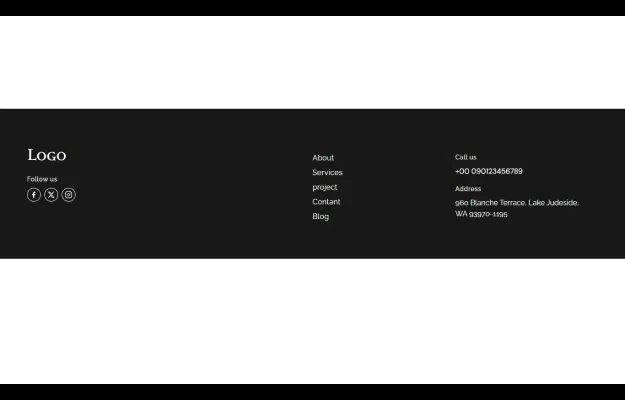 Logo
Follow us
About
Services
project
Contant
Blog
Call us
+00 090123456789
Address
960 Blanche Terrace, Lake Judeside,
WA 93970-1195